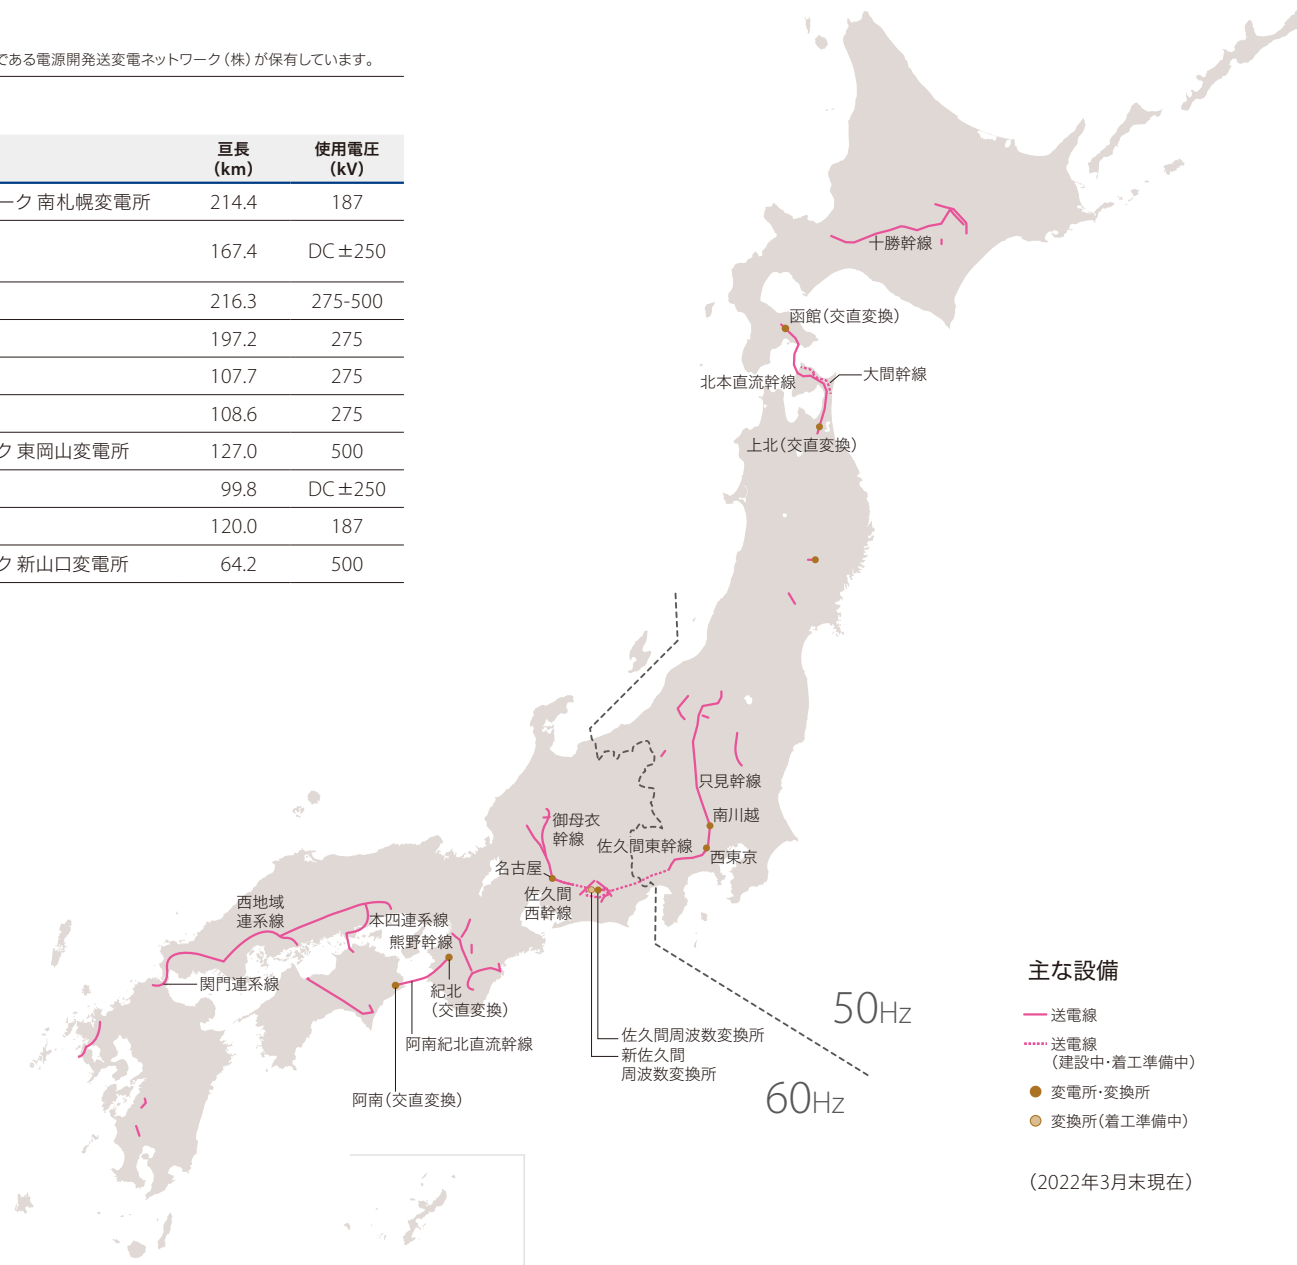 である電源開発送変電ネットワーク(株)が保有しています。
亘長
(km)
使用電圧
(kV)
ーク 南札幌変電所 214.4 187
167.4 DC±250
216.3 275-500
197.2 275
107.7 275
108.6 275
ク 東岡山変電所 127.0 500
99.8 DC±250
120.0 187
ク 新山口変電所 64.2 500
十勝幹線
函館(交直変換)
北本直流幹線
大間幹線
上北(交直変換)
只見幹線
南川越
御母衣
幹線
佐久間東幹線
西東京
名古屋
佐久間
西幹線
西地域
連系線
本四連系線
熊野幹線
関門連系線
紀北
(交直変換)
阿南紀北直流幹線
阿南(交直変換)
佐久間周波数変換所
新佐久間
周波数変換所
50Hz
60Hz
主な設備
送電線
送電線
(建設中・着工準備中)
変電所・変換所
変換所(着工準備中)
(2022年3月末現在)